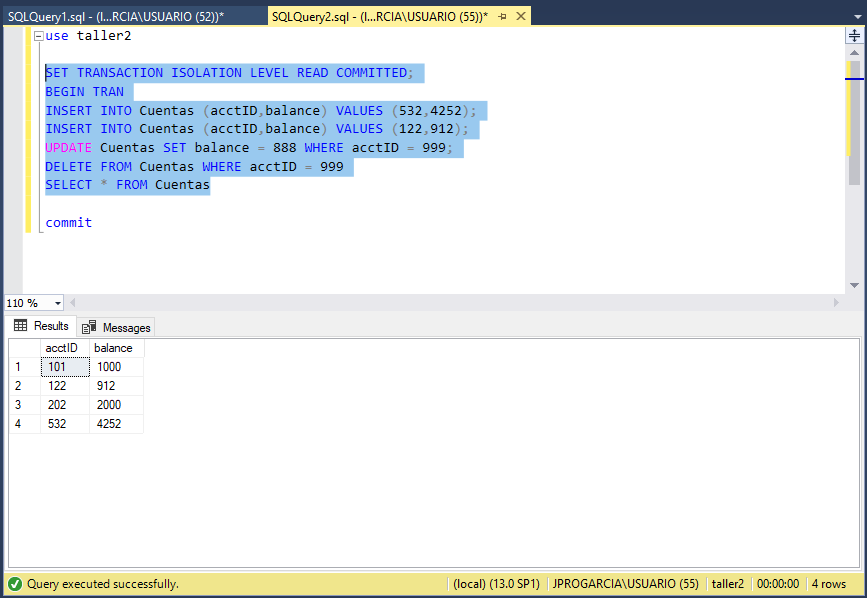 SQLQuery1.sql - (l...RCIA\USUARIO (52))*
SQLQuery2.sql - (l...RCIA\USUARIO (55))*
use taller2
SET TRANSACTION ISOLATION LEVEL READ COMMITTED;
BEGIN TRAN
INSERT INTO Cuentas (acctID,balance) VALUES (532,4252);
INSERT INTO Cuentas (acctID,balance) VALUES (122,912);
UPDATE Cuentas SET balance = 888 WHERE acctID = 999;
DELETE FROM Cuentas WHERE acctID = 999
SELECT * FROM Cuentas
commit
110 %
Results Messages
acctID balance
1 101 1000
2 122 912
3 202 2000
4 532 4252
Query executed successfully. (local) (13.0 SP1) JPROGARCIA\USUARIO (55) taller2 00:00:00 4 rows